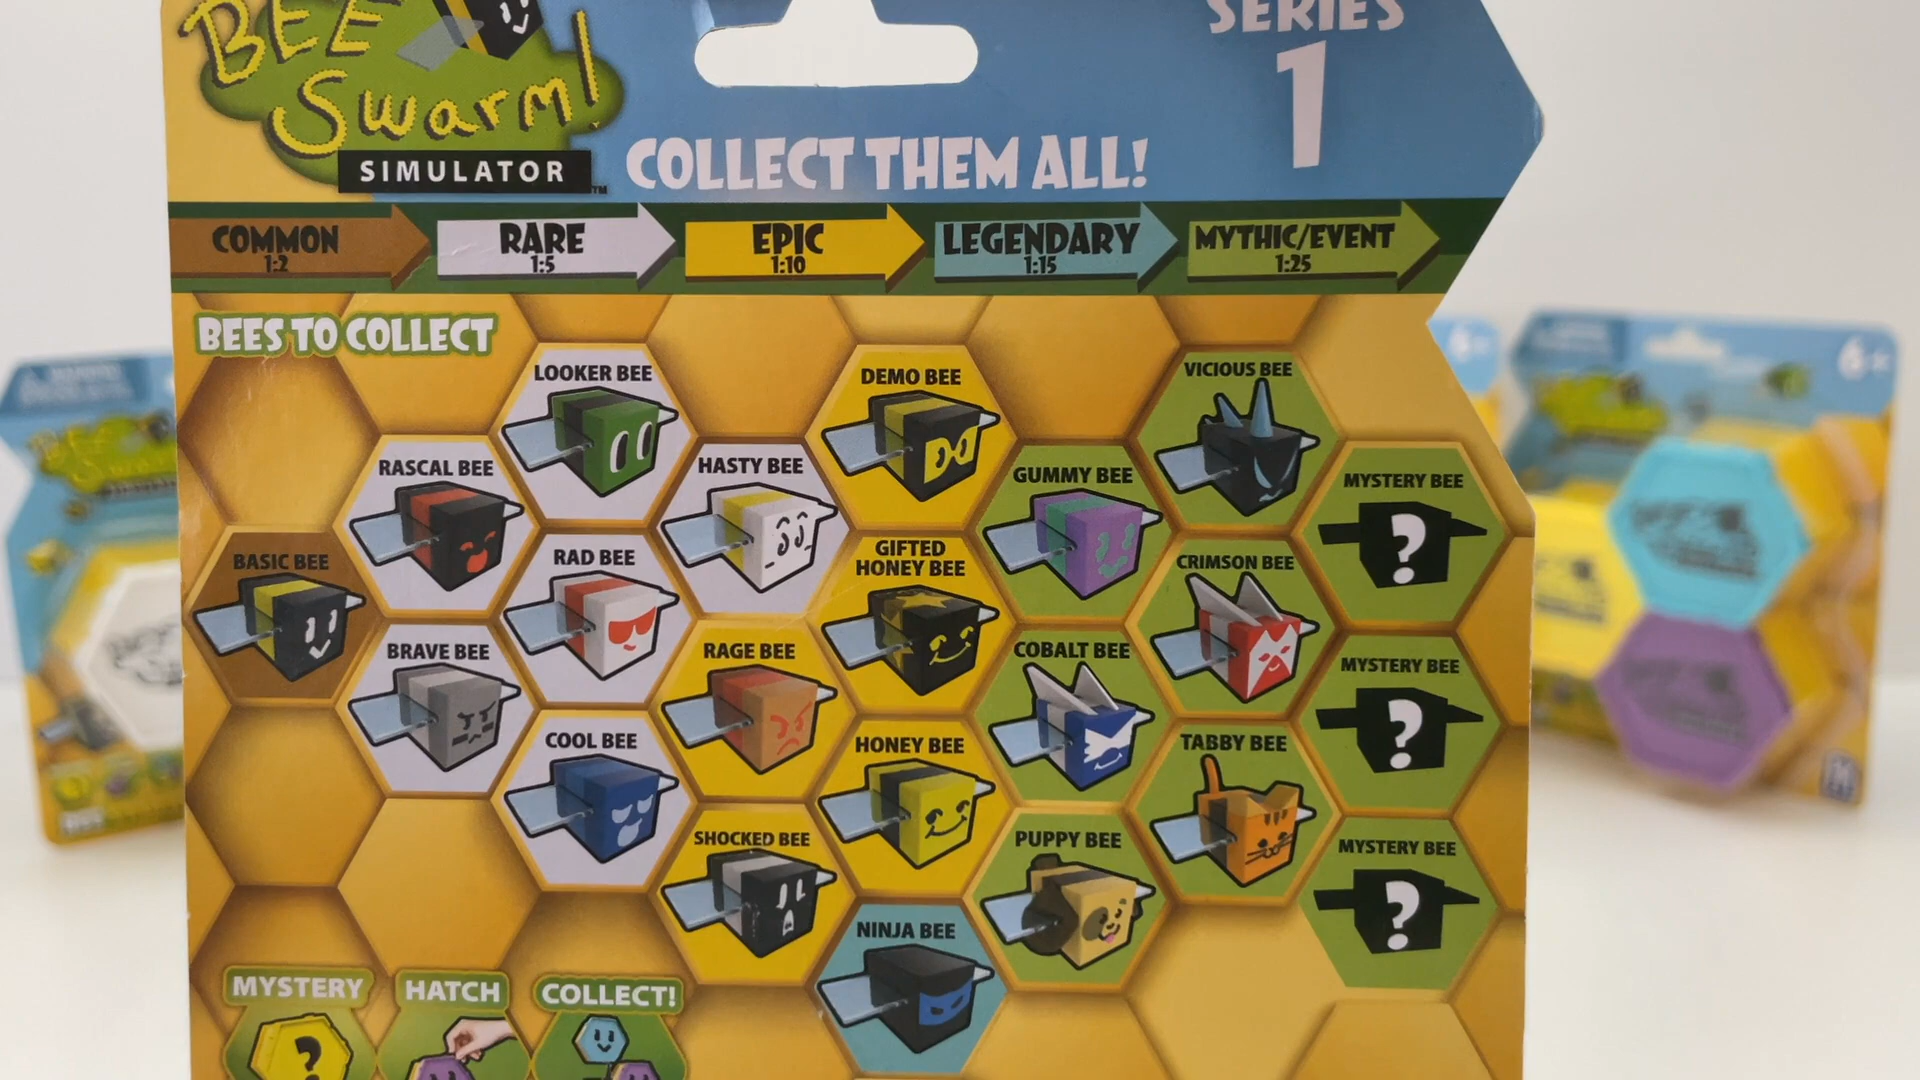 BEE
Swarm!
SIMULATOR
TM
SERIES
1
COLLECT THEM ALL!
COMMON
1:2
RARE
1:5
EPIC
1:10
LEGENDARY
1:15
MYTHIC/EVENT
1:25
BEES TO COLLECT
LOOKER BEE
DEMO BEE
VICIOUS BEE
RASCAL BEE
HASTY BEE
GUMMY BEE
MYSTERY BEE
?
BASIC BEE
RAD BEE
GIFTED
HONEY BEE
CRIMSON BEE
BRAVE BEE
RAGE BEE
COBALT BEE
MYSTERY BEE
?
COOL BEE
HONEY BEE
TABBY BEE
SHOCKED BEE
PUPPY BEE
MYSTERY BEE
?
NINJA BEE
MYSTERY
HATCH
COLLECT!
?
6+